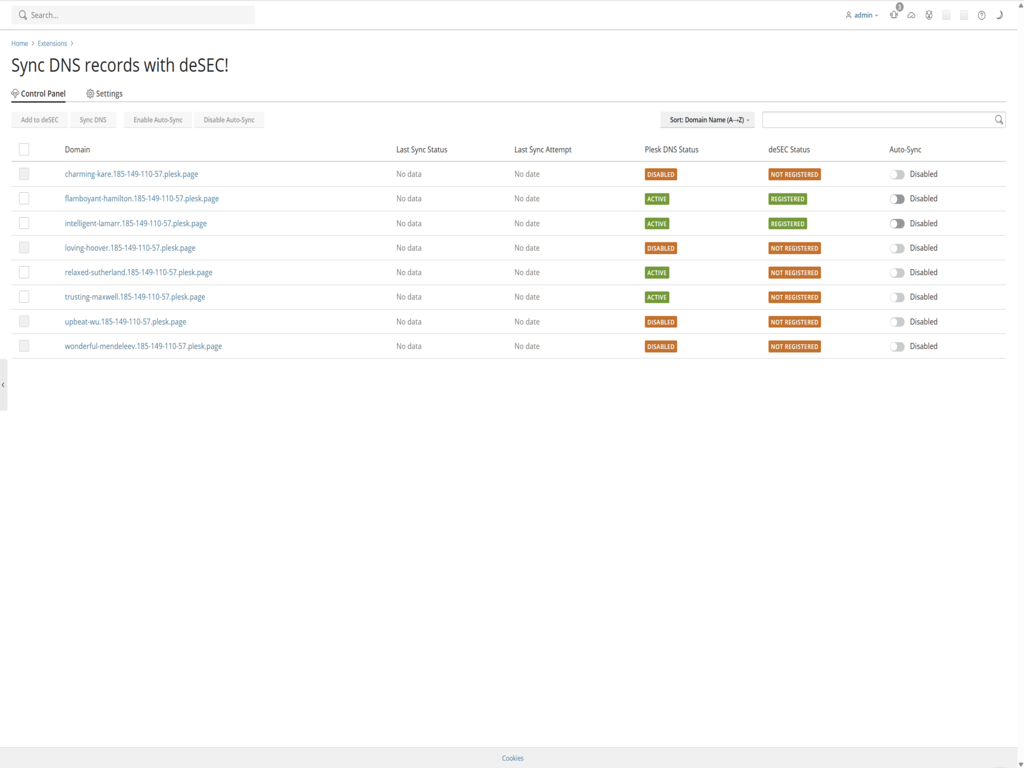 Search...
admin
3
Home > Extensions >
Sync DNS records with deSEC!
Control Panel Settings
Add to deSEC Sync DNS Enable Auto-Sync Disable Auto-Sync Sort: Domain Name (A→Z)
Domain Last Sync Status Last Sync Attempt Plesk DNS Status deSEC Status Auto-Sync
charming-kare.185-149-110-57.plesk.page No data No date DISABLED NOT REGISTERED Disabled
flamboyant-hamilton.185-149-110-57.plesk.page No data No date ACTIVE REGISTERED Disabled
intelligent-lamarr.185-149-110-57.plesk.page No data No date ACTIVE REGISTERED Disabled
loving-hoover.185-149-110-57.plesk.page No data No date DISABLED NOT REGISTERED Disabled
relaxed-sutherland.185-149-110-57.plesk.page No data No date ACTIVE NOT REGISTERED Disabled
trusting-maxwell.185-149-110-57.plesk.page No data No date ACTIVE NOT REGISTERED Disabled
upbeat-wu.185-149-110-57.plesk.page No data No date DISABLED NOT REGISTERED Disabled
wonderful-mendeleev.185-149-110-57.plesk.page No data No date DISABLED NOT REGISTERED Disabled
Cookies